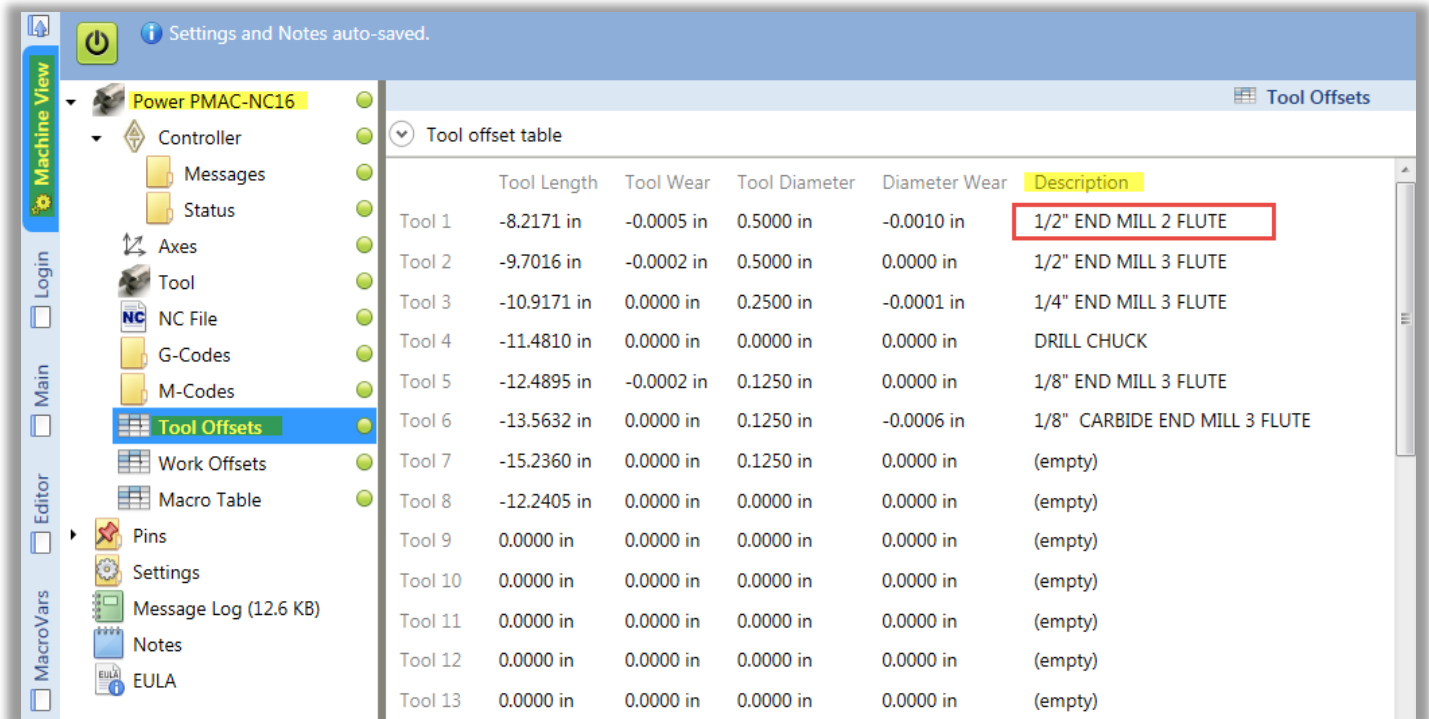 Settings and Notes auto-saved.
Machine View
Login
Main
Editor
MacroVars
Power PMAC-NC16
Controller
Messages
Status
Axes
Tool
NC NC File
G-Codes
M-Codes
Tool Offsets
Work Offsets
Macro Table
Pins
Settings
Message Log (12.6 KB)
Notes
EULA EULA
Tool Offsets
Tool offset table
Tool Length Tool Wear Tool Diameter Diameter Wear Description
Tool 1 -8.2171 in -0.0005 in 0.5000 in -0.0010 in 1/2" END MILL 2 FLUTE
Tool 2 -9.7016 in -0.0002 in 0.5000 in 0.0000 in 1/2" END MILL 3 FLUTE
Tool 3 -10.9171 in 0.0000 in 0.2500 in -0.0001 in 1/4" END MILL 3 FLUTE
Tool 4 -11.4810 in 0.0000 in 0.0000 in 0.0000 in DRILL CHUCK
Tool 5 -12.4895 in -0.0002 in 0.1250 in 0.0000 in 1/8" END MILL 3 FLUTE
Tool 6 -13.5632 in 0.0000 in 0.1250 in -0.0006 in 1/8"  CARBIDE END MILL 3 FLUTE
Tool 7 -15.2360 in 0.0000 in 0.1250 in 0.0000 in (empty)
Tool 8 -12.2405 in 0.0000 in 0.0000 in 0.0000 in (empty)
Tool 9 0.0000 in 0.0000 in 0.0000 in 0.0000 in (empty)
Tool 10 0.0000 in 0.0000 in 0.0000 in 0.0000 in (empty)
Tool 11 0.0000 in 0.0000 in 0.0000 in 0.0000 in (empty)
Tool 12 0.0000 in 0.0000 in 0.0000 in 0.0000 in (empty)
Tool 13 0.0000 in 0.0000 in 0.0000 in 0.0000 in (empty)